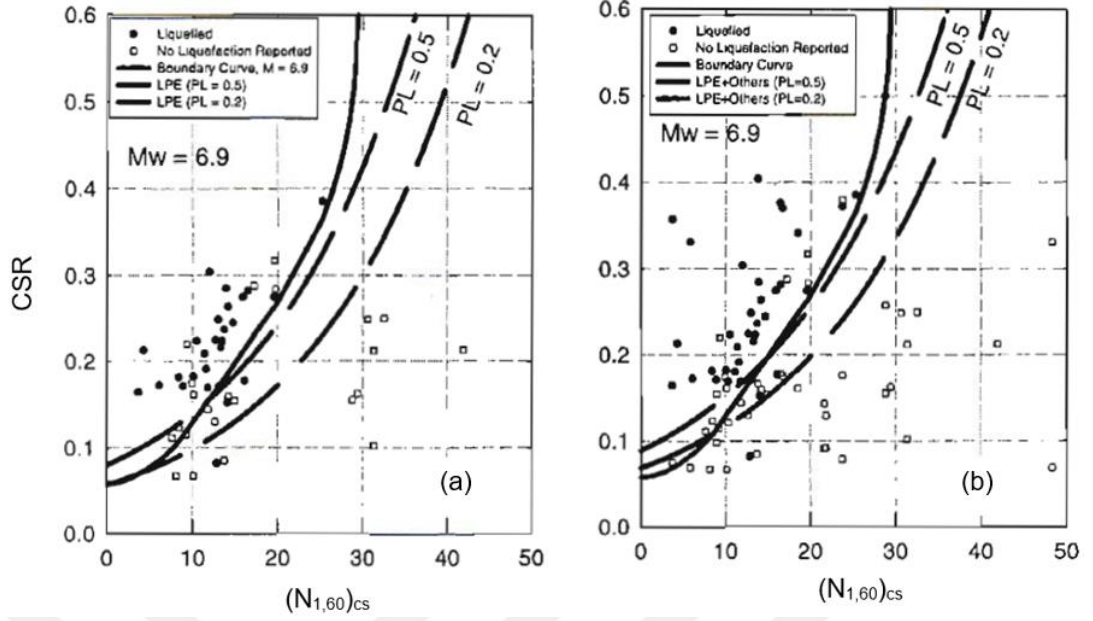 0.6
0.5
0.4
0.3
0.2
0.1
0.0
0
10
20
30
40
50
CSR
(N1,60)cs
Liquefied
No Liquefaction Reported
Boundary Curve, M = 6.9
LPE (PL = 0.5)
LPE (PL = 0.2)
Mw = 6.9
PL = 0.5
PL = 0.2
(a)
0.6
0.5
0.4
0.3
0.2
0.1
0.0
0
10
20
30
40
50
(N1,60)cs
Liquefied
No Liquefaction Reported
Boundary Curve
LPE+Others (PL=0.5)
LPE+Others (PL=0.2)
Mw = 6.9
PL = 0.5
PL = 0.2
(b)